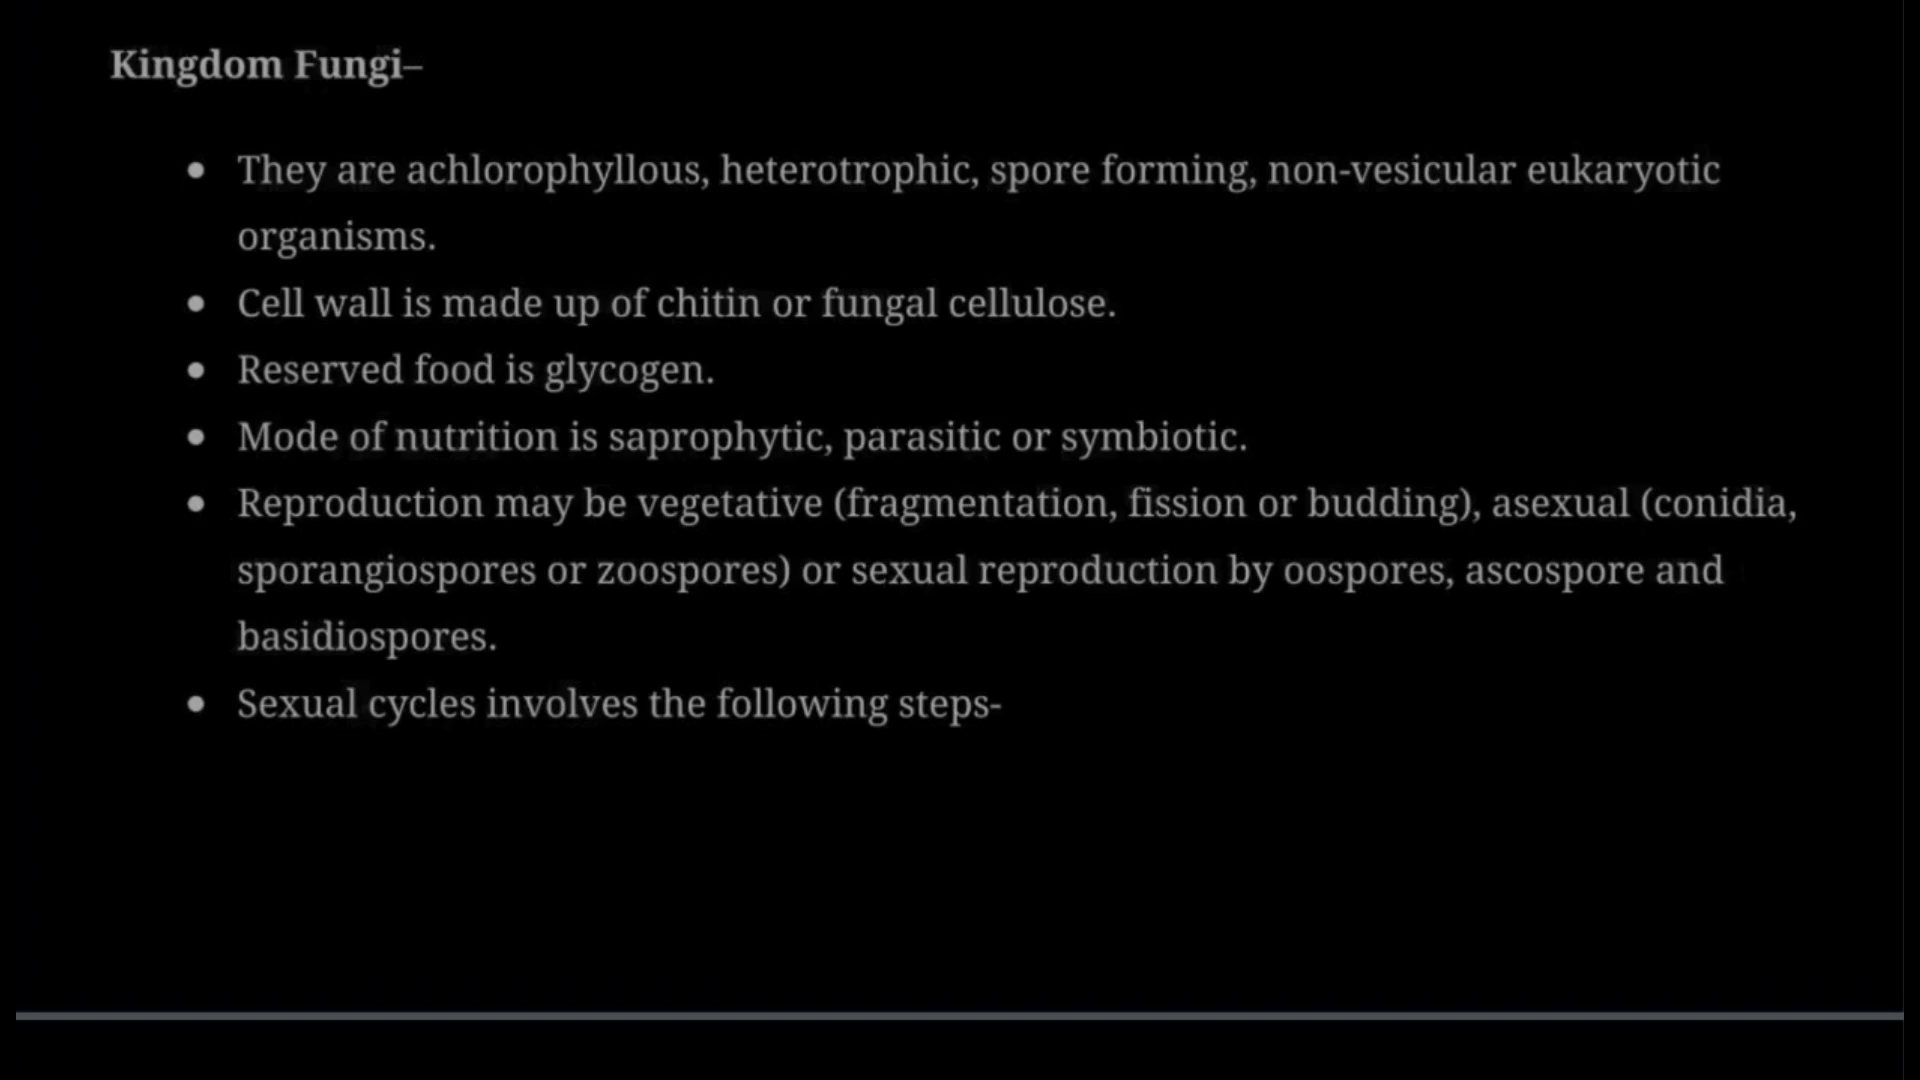 Kingdom Fungi–
• They are achlorophyllous, heterotrophic, spore forming, non-vesicular eukaryotic
organisms.
• Cell wall is made up of chitin or fungal cellulose.
• Reserved food is glycogen.
• Mode of nutrition is saprophytic, parasitic or symbiotic.
• Reproduction may be vegetative (fragmentation, fission or budding), asexual (conidia,
sporangiospores or zoospores) or sexual reproduction by oospores, ascospore and
basidiospores.
• Sexual cycles involves the following steps-